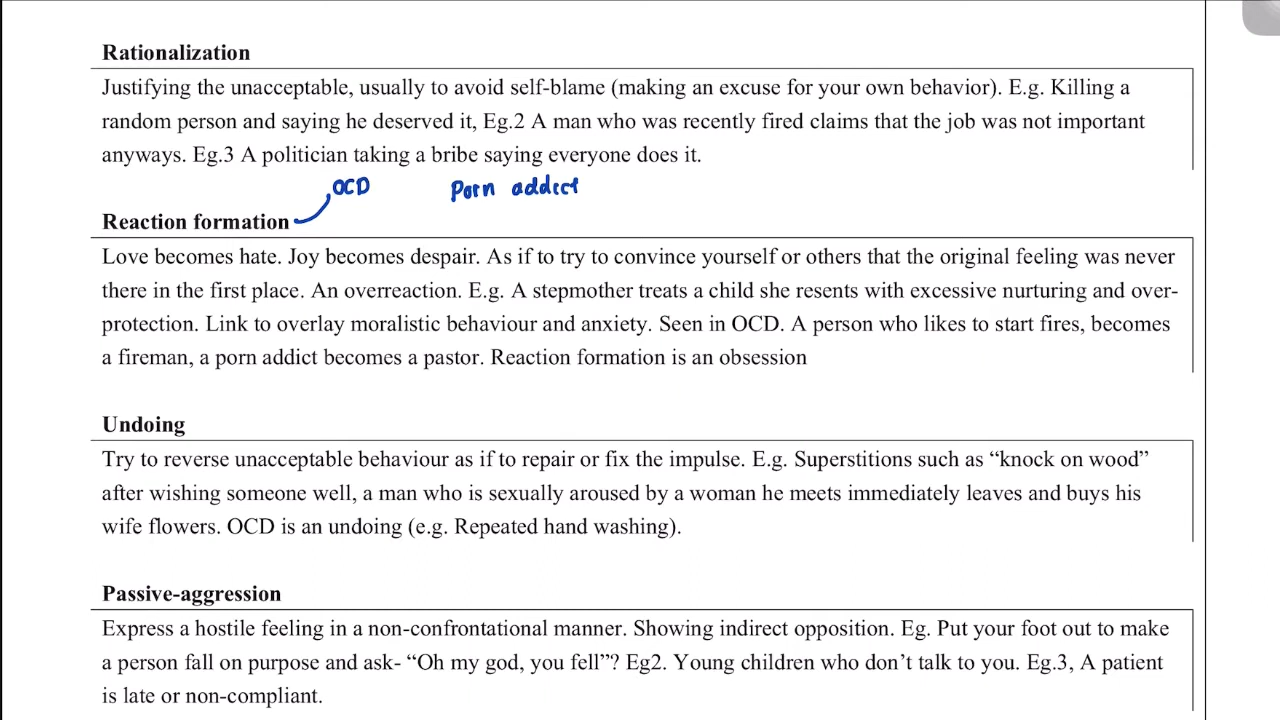 Rationalization
Justifying the unacceptable, usually to avoid self-blame (making an excuse for your own behavior). E.g. Killing a
random person and saying he deserved it, Eg.2 A man who was recently fired claims that the job was not important
anyways. Eg.3 A politician taking a bribe saying everyone does it.
OCD Porn addict
Reaction formation
Love becomes hate. Joy becomes despair. As if to try to convince yourself or others that the original feeling was never
there in the first place. An overreaction. E.g. A stepmother treats a child she resents with excessive nurturing and over-
protection. Link to overlay moralistic behaviour and anxiety. Seen in OCD. A person who likes to start fires, becomes
a fireman, a porn addict becomes a pastor. Reaction formation is an obsession
Undoing
Try to reverse unacceptable behaviour as if to repair or fix the impulse. E.g. Superstitions such as “knock on wood”
after wishing someone well, a man who is sexually aroused by a woman he meets immediately leaves and buys his
wife flowers. OCD is an undoing (e.g. Repeated hand washing).
Passive-aggression
Express a hostile feeling in a non-confrontational manner. Showing indirect opposition. Eg. Put your foot out to make
a person fall on purpose and ask- “Oh my god, you fell”? Eg2. Young children who don’t talk to you. Eg.3, A patient
is late or non-compliant.